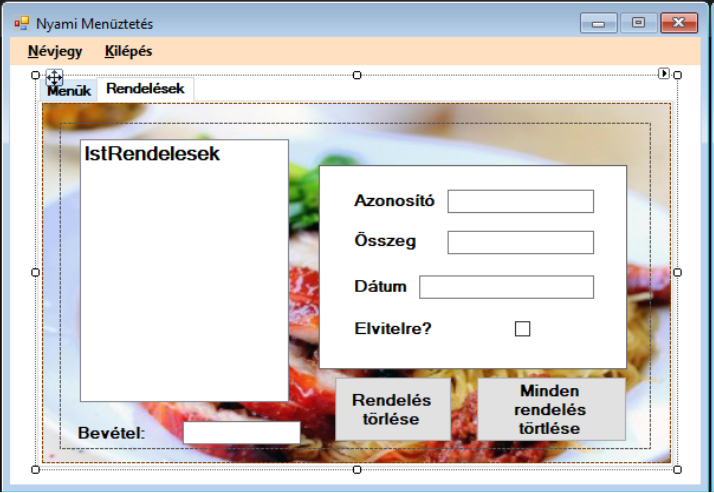 Nyami Menüztetés
Névjegy Kilépés
Menük Rendelések
lstRendelesek
Azonosító
Összeg
Dátum
Elvitelre?
Rendelés
törlése
Minden
rendelés
törtlése
Bevétel: